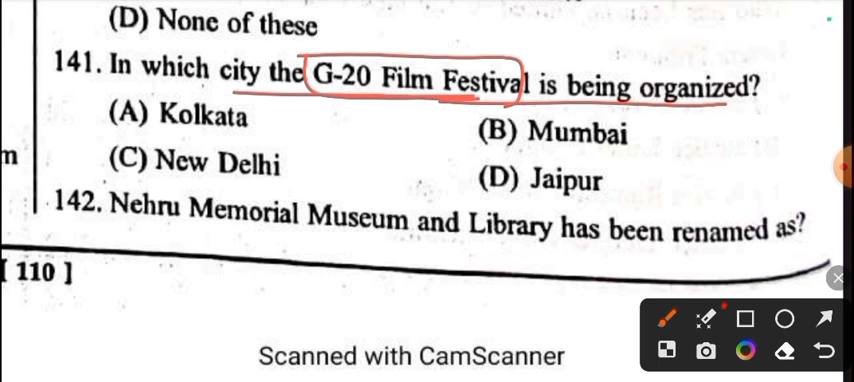 (D) None of these
141. In which city the G-20 Film Festival is being organized?
(A) Kolkata
(B) Mumbai
(C) New Delhi
(D) Jaipur
m
142. Nehru Memorial Museum and Library has been renamed as?
[ 110 ]
Scanned with CamScanner